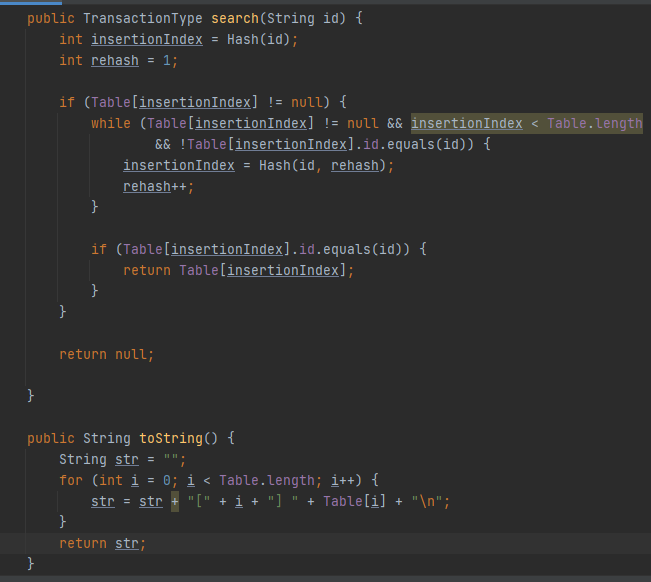 public TransactionType search(String id) {
    int insertionIndex = Hash(id);
    int rehash = 1;

    if (Table[insertionIndex] != null) {
        while (Table[insertionIndex] != null && insertionIndex < Table.length
                && !Table[insertionIndex].id.equals(id)) {
            insertionIndex = Hash(id, rehash);
            rehash++;
        }

        if (Table[insertionIndex].id.equals(id)) {
            return Table[insertionIndex];
        }
    }

    return null;

}

public String toString() {
    String str = "";
    for (int i = 0; i < Table.length; i++) {
        str = str + "[" + i + "] " + Table[i] + "\n";
    }
    return str;
}